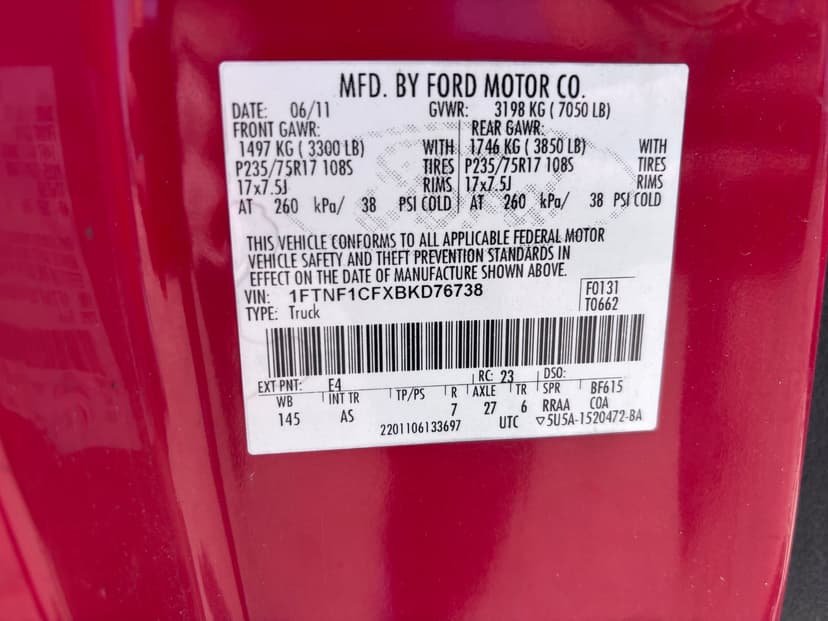 MFD. BY FORD MOTOR CO.
DATE: 06/11 GVWR: 3198 KG ( 7050 LB)
FRONT GAWR: REAR GAWR:
1497 KG ( 3300 LB) WITH 1746 KG ( 3850 LB) WITH
P235/75R17 108S TIRES P235/75R17 108S TIRES
17x7.5J RIMS 17x7.5J RIMS
AT 260 kPa/ 38 PSI COLD AT 260 kPa/ 38 PSI COLD
THIS VEHICLE CONFORMS TO ALL APPLICABLE FEDERAL MOTOR
VEHICLE SAFETY AND THEFT PREVENTION STANDARDS IN
EFFECT ON THE DATE OF MANUFACTURE SHOWN ABOVE.
VIN: 1FTNF1CFXBKD76738 F0131
TYPE: Truck T0662
EXT PNT: E4 RC: 23 DSO:
WB INT TR TP/PS R AXLE TR SPR BF615
145 AS 7 27 6 RRAA COA
2201106133697 UTC ▽5U5A-1520472-BA